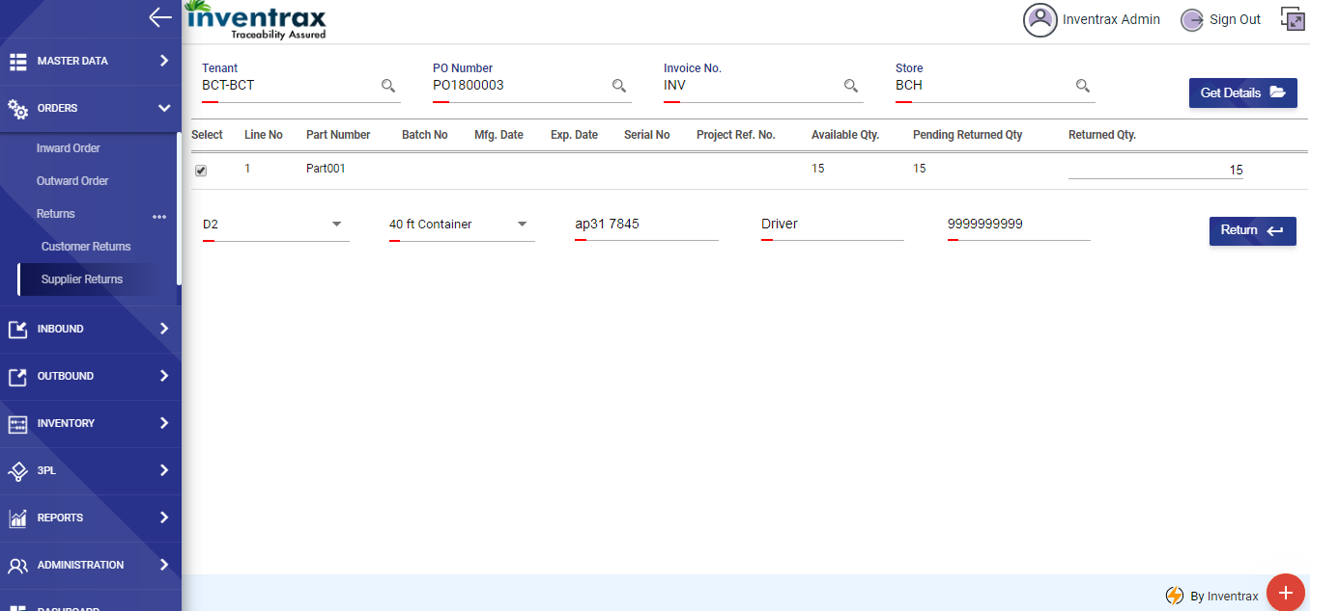 inventrax
Traceability Assured
Inventrax Admin
Sign Out
MASTER DATA
ORDERS
Inward Order
Outward Order
Returns
Customer Returns
Supplier Returns
INBOUND
OUTBOUND
INVENTORY
3PL
REPORTS
ADMINISTRATION
DASHBOARD
Tenant PO Number Invoice No. Store
BCT-BCT PO1800003 INV BCH
Get Details
Select Line No Part Number Batch No Mfg. Date Exp. Date Serial No Project Ref. No. Available Qty. Pending Returned Qty Returned Qty.
1 Part001 15 15 15
D2 40 ft Container ap31 7845 Driver 9999999999
Return
By Inventrax